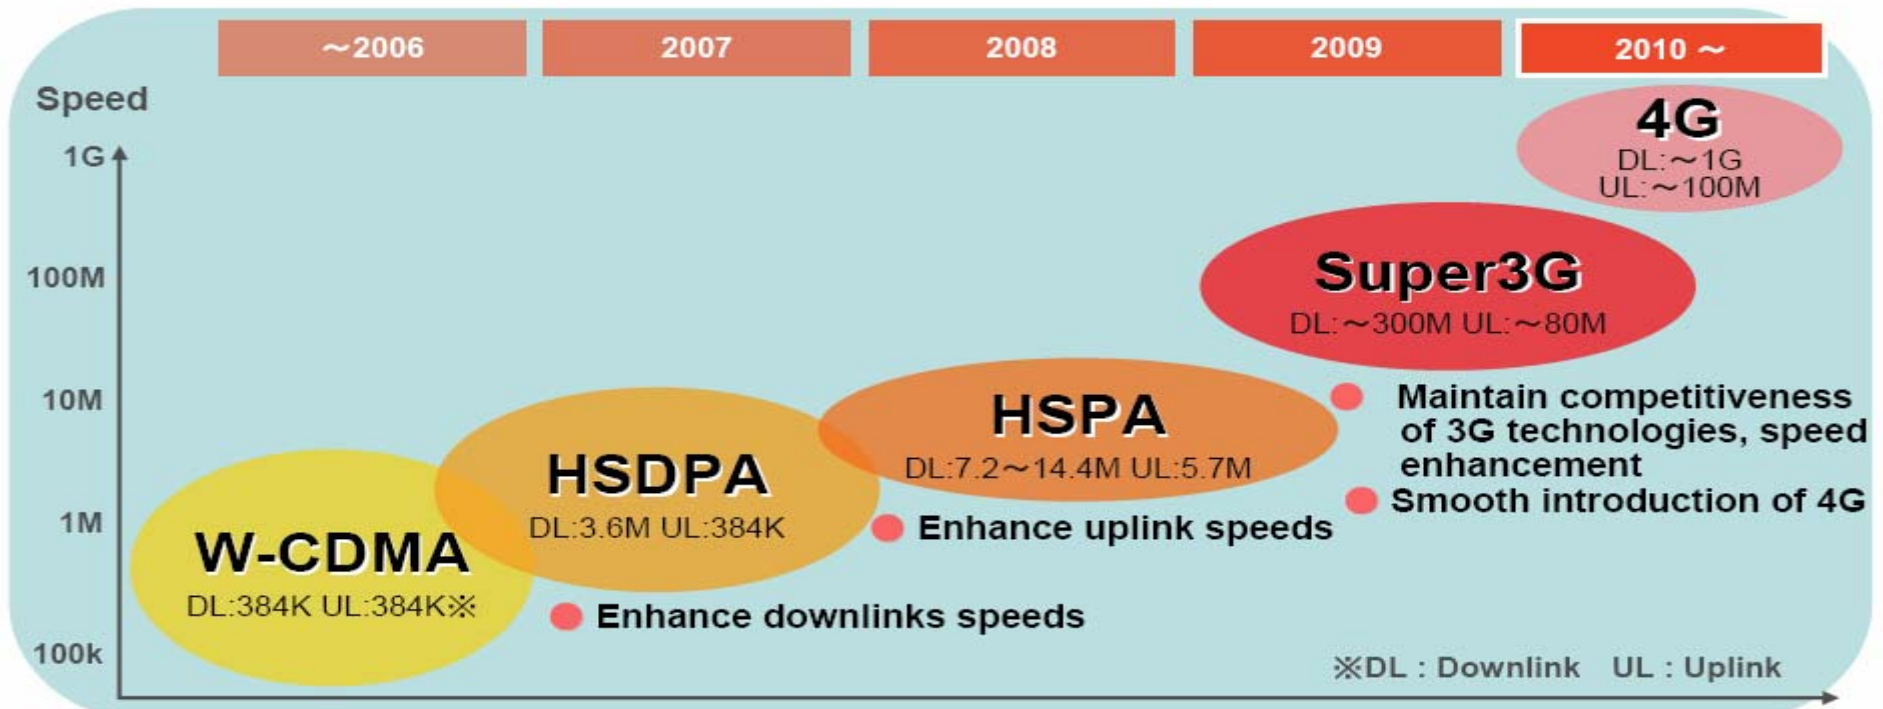 ～2006
2007
2008
2009
2010 ～
Speed
1G
100M
10M
1M
100k
4G
DL:～1G
UL:～100M
Super3G
DL:～300M UL:～80M
Maintain competitiveness
of 3G technologies, speed
enhancement
Smooth introduction of 4G
HSPA
DL:7.2～14.4M UL:5.7M
Enhance uplink speeds
HSDPA
DL:3.6M UL:384K
Enhance downlinks speeds
W-CDMA
DL:384K UL:384K※
※DL : Downlink UL : Uplink